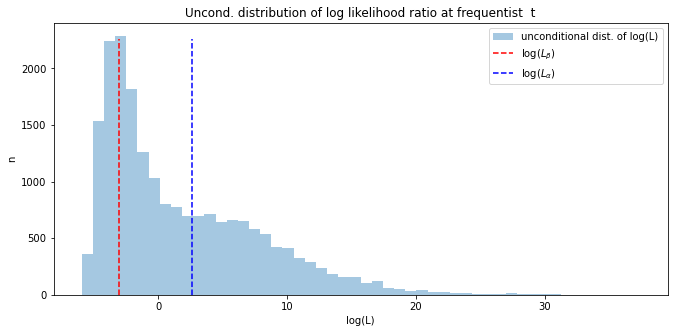 Uncond. distribution of log likelihood ratio at frequentist  t
unconditional dist. of log(L)
log(L_β)
log(L_α)
2000
1500
1000
500
0
n
0 10 20 30
log(L)